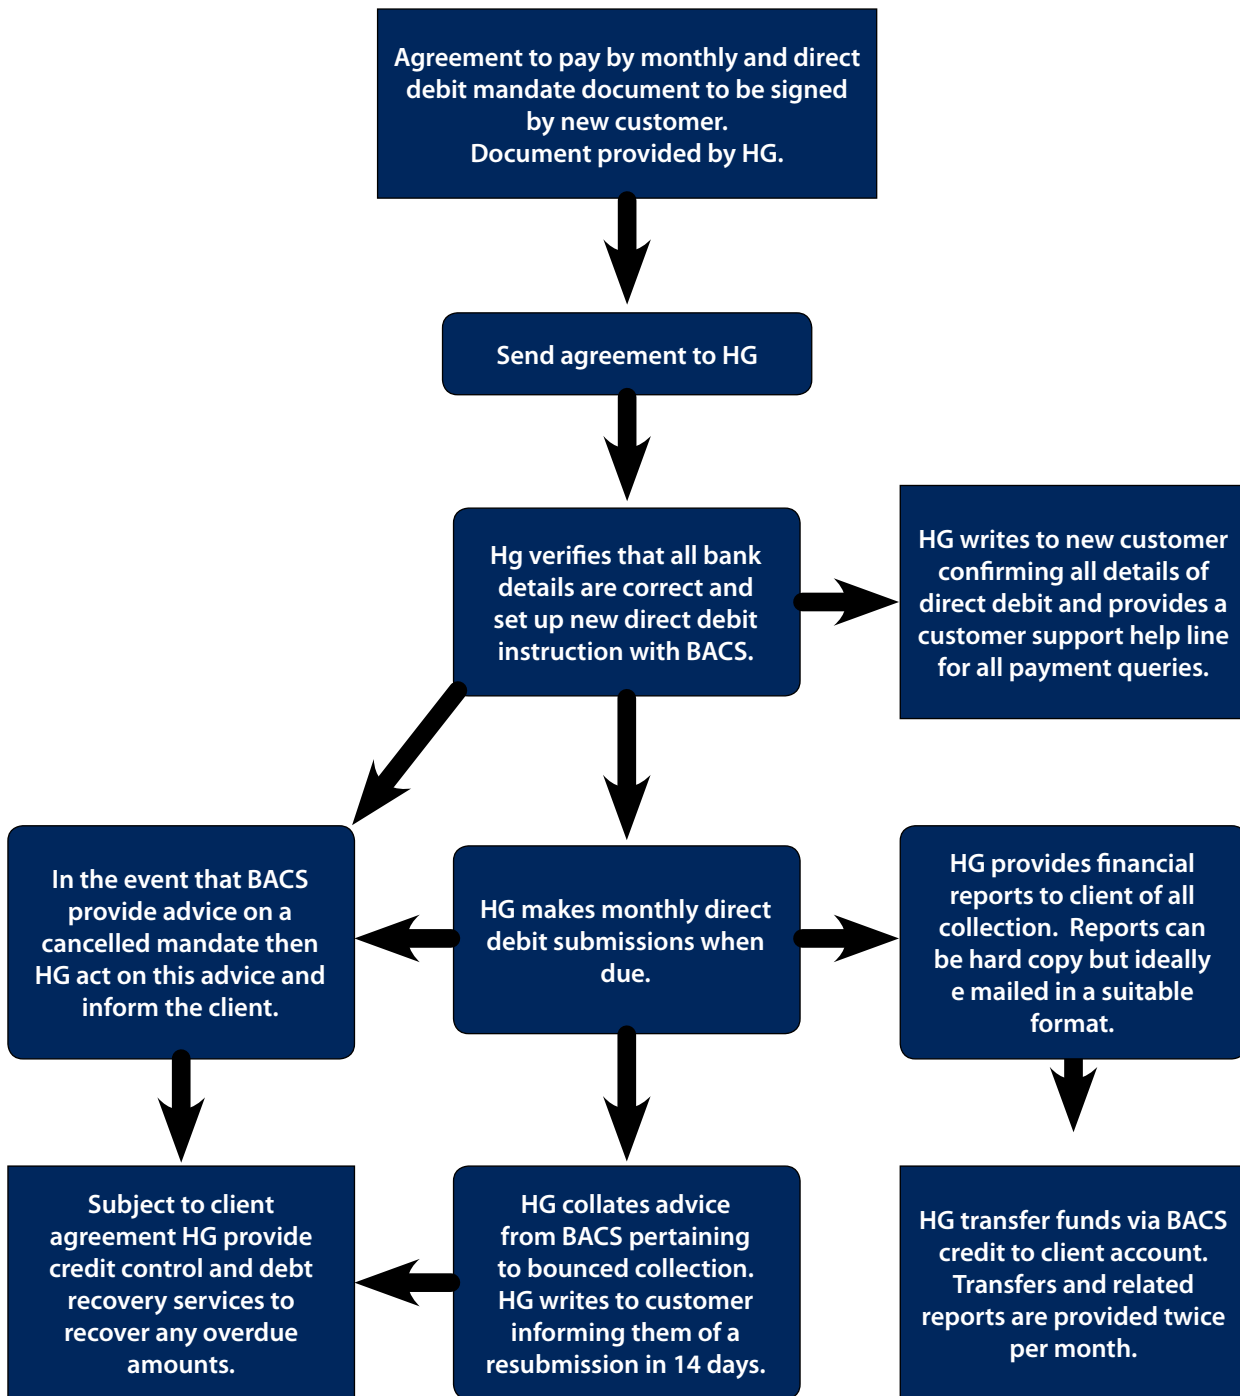 Agreement to pay by monthly and direct
debit mandate document to be signed
by new customer.
Document provided by HG.
Send agreement to HG
Hg verifies that all bank
details are correct and
set up new direct debit
instruction with BACS.
HG writes to new customer
confirming all details of
direct debit and provides a
customer support help line
for all payment queries.
In the event that BACS
provide advice on a
cancelled mandate then
HG act on this advice and
inform the client.
HG makes monthly direct
debit submissions when
due.
HG provides financial
reports to client of all
collection.  Reports can
be hard copy but ideally
e mailed in a suitable
format.
Subject to client
agreement HG provide
credit control and debt
recovery services to
recover any overdue
amounts.
HG collates advice
from BACS pertaining
to bounced collection.
HG writes to customer
informing them of a
resubmission in 14 days.
HG transfer funds via BACS
credit to client account.
Transfers and related
reports are provided twice
per month.